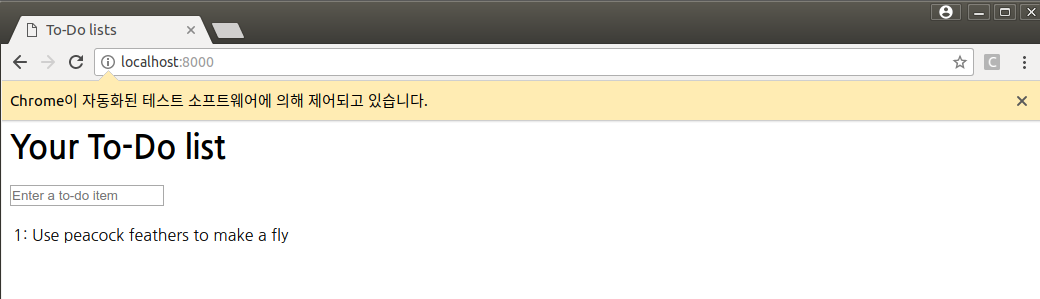 To-Do lists
localhost:8000
C
Chrome이 자동화된 테스트 소프트웨어에 의해 제어되고 있습니다.
Your To-Do list
Enter a to-do item
1: Use peacock feathers to make a fly